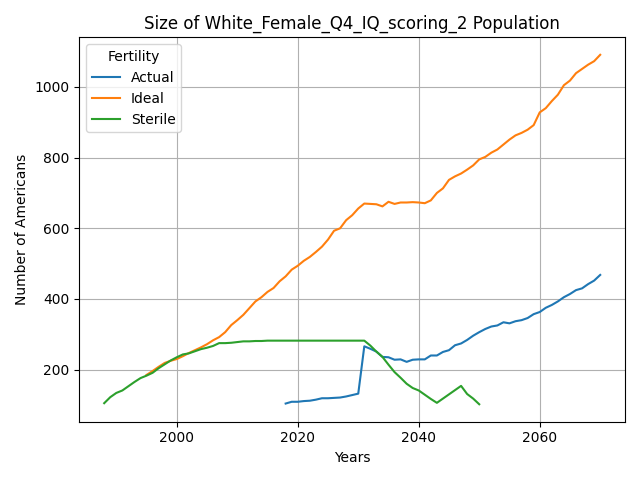 Size of White_Female_Q4_IQ_scoring_2 Population
Fertility
Actual
Ideal
Sterile
Number of Americans
1000
800
600
400
200
2000
2020
2040
2060
Years